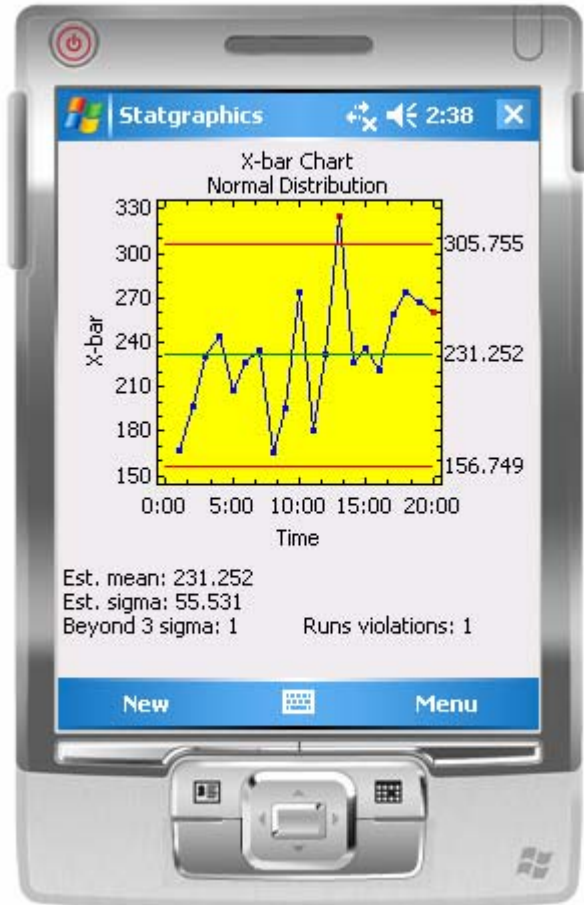 Statgraphics 2:38
X-bar Chart
Normal Distribution
330
300
270
240
210
180
150
X-bar
305.755
231.252
156.749
0:00 5:00 10:00 15:00 20:00
Time
Est. mean: 231.252
Est. sigma: 55.531
Beyond 3 sigma: 1 Runs violations: 1
New Menu